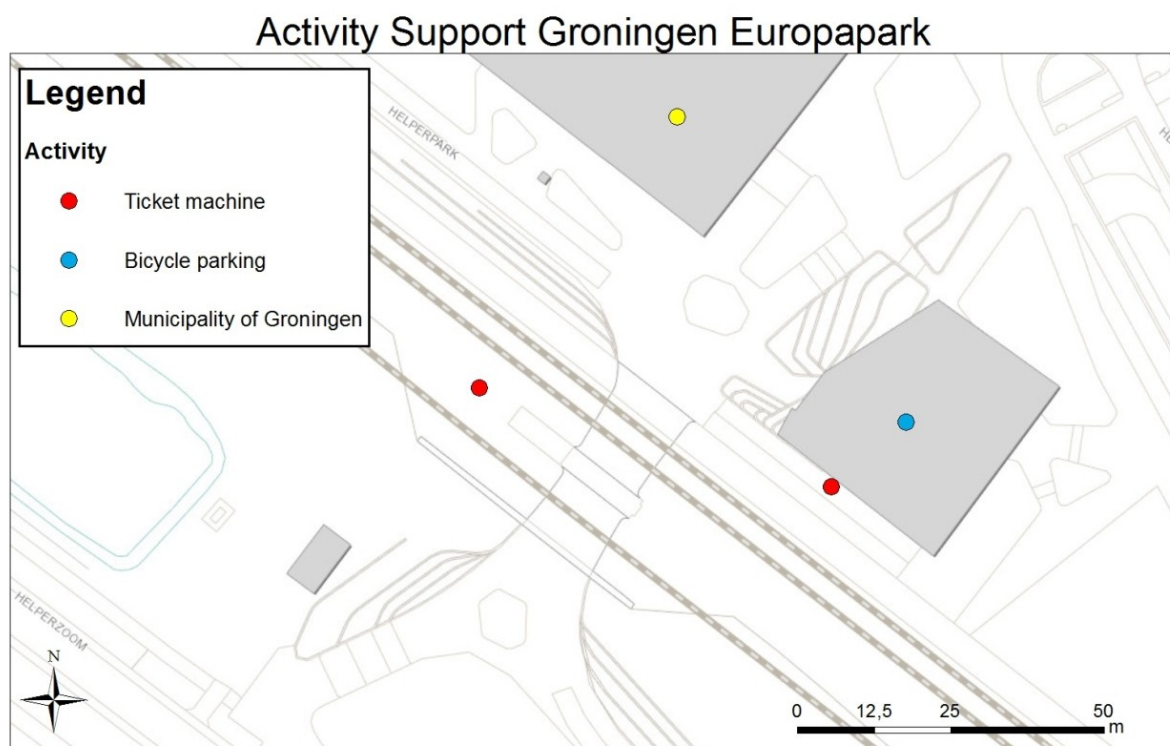 Activity Support Groningen Europapark
Legend
Activity
Ticket machine
Bicycle parking
Municipality of Groningen
HELPERPARK
HELPERZOOM
N
0 12,5 25 50
m